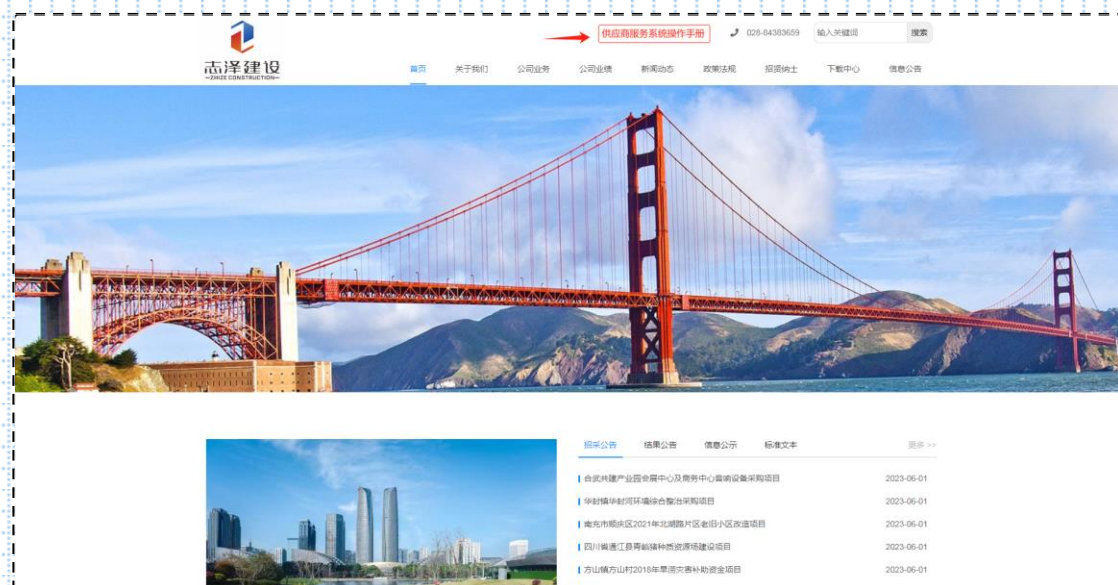 供应商服务系统操作手册
028-84383659
输入关键词
搜索
志泽建设
—ZHIZE CONSTRUCTION—
首页 关于我们 公司业务 公司业绩 新闻动态 政策法规 招贤纳士 下载中心 信息公告
招采公告 结果公告 信息公示 标准文本 更多 >>
合武共建产业园会展中心及商务中心音响设备采购项目 2023-06-01
华封镇华封河环境综合整治采购项目 2023-06-01
南充市顺庆区2021年北湖路片区老旧小区改造项目 2023-06-01
四川省通江县青峪猪种质资源场建设项目 2023-06-01
方山镇方山村2018年旱涝灾害补助资金项目 2023-06-01